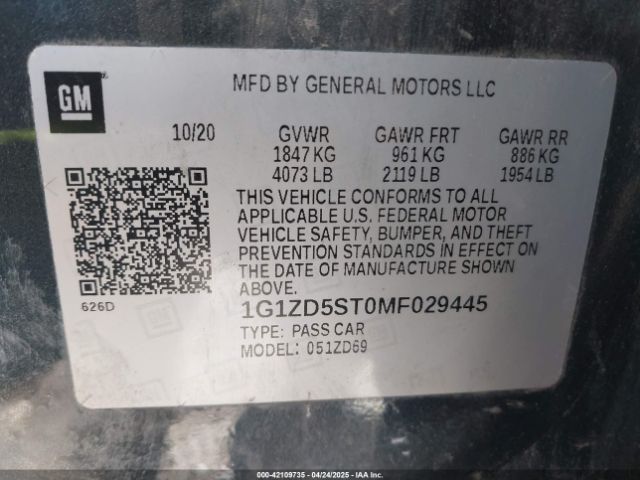 GM
MFD BY GENERAL MOTORS LLC
10/20 GVWR GAWR FRT GAWR RR
1847 KG 961 KG 886 KG
4073 LB 2119 LB 1954 LB
THIS VEHICLE CONFORMS TO ALL
APPLICABLE U.S. FEDERAL MOTOR
VEHICLE SAFETY, BUMPER, AND THEFT
PREVENTION STANDARDS IN EFFECT ON
THE DATE OF MANUFACTURE SHOWN
ABOVE.
626D
1G1ZD5ST0MF029445
TYPE: PASS CAR
MODEL: 051ZD69
000-42109735 - 04/24/2025 - IAA Inc.